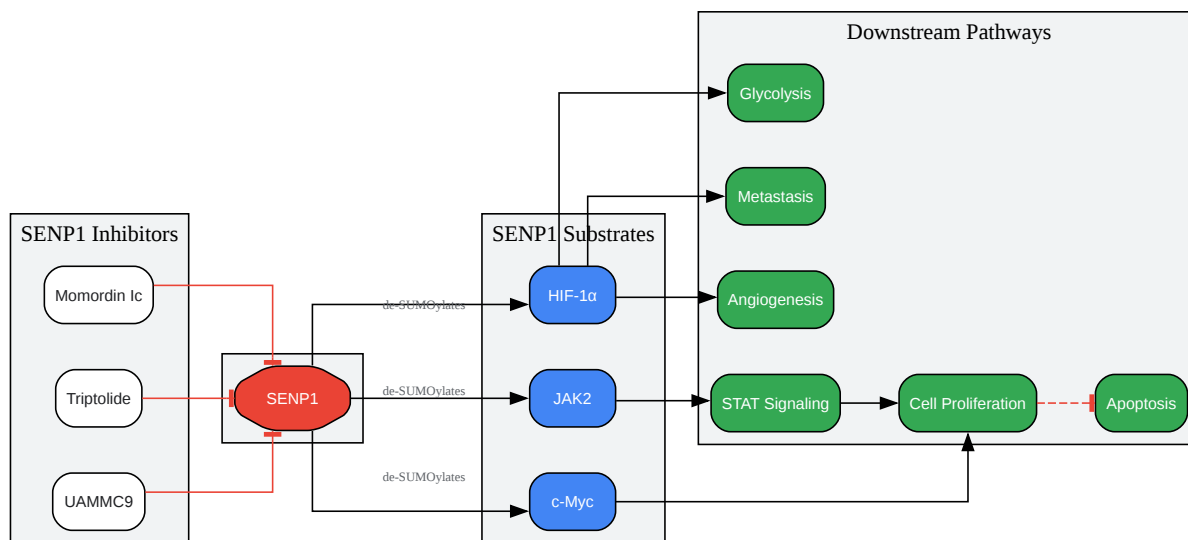 Downstream Pathways
Glycolysis
Metastasis
SENP1 Inhibitors
SENP1 Substrates
Momordin Ic
de-SUMOylates
HIF-1α
Angiogenesis
Triptolide
SENP1
de-SUMOylates
JAK2
STAT Signaling
Cell Proliferation
Apoptosis
UAMMC9
de-SUMOylates
c-Myc